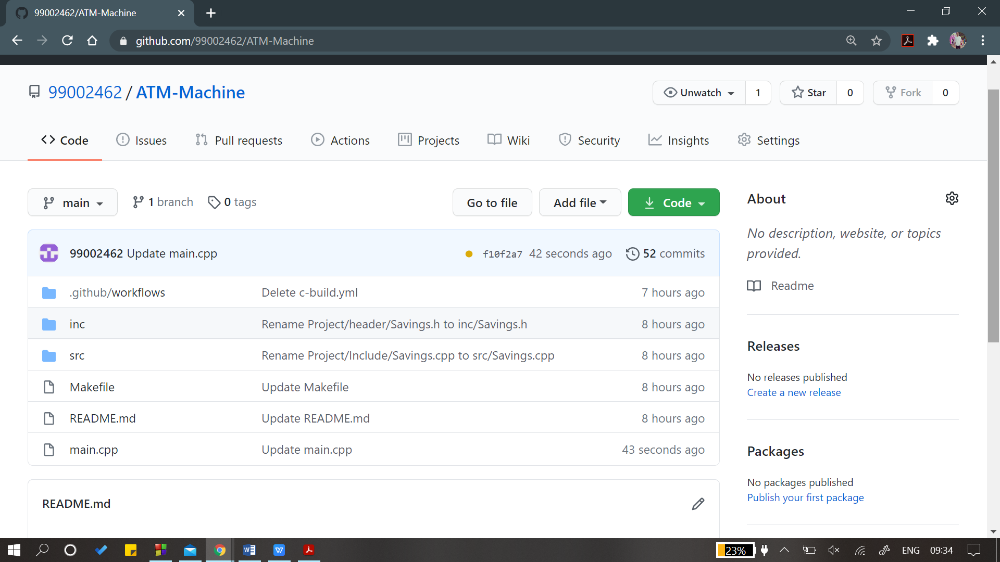 99002462/ATM-Machine
github.com/99002462/ATM-Machine
99002462 / ATM-Machine
Unwatch 1 Star 0 Fork 0
Code Issues Pull requests Actions Projects Wiki Security Insights Settings
main 1 branch 0 tags Go to file Add file Code
99002462 Update main.cpp f10f2a7 42 seconds ago 52 commits
.github/workflows Delete c-build.yml 7 hours ago
inc Rename Project/header/Savings.h to inc/Savings.h 8 hours ago
src Rename Project/Include/Savings.cpp to src/Savings.cpp 8 hours ago
Makefile Update Makefile 8 hours ago
README.md Update README.md 8 hours ago
main.cpp Update main.cpp 43 seconds ago
README.md
About
No description, website, or topics
provided.
Readme
Releases
No releases published
Create a new release
Packages
No packages published
Publish your first package
23% ENG 09:34